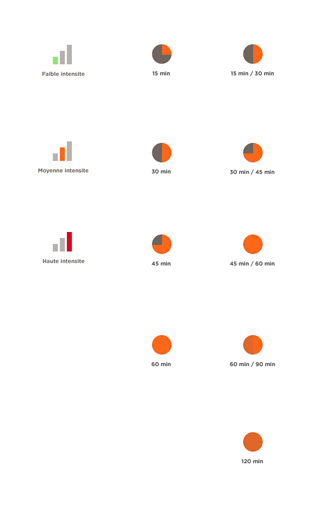 Faible intensite
15 min
15 min / 30 min
Moyenne intensite
30 min
30 min / 45 min
Haute intensite
45 min
45 min / 60 min
60 min
60 min / 90 min
120 min